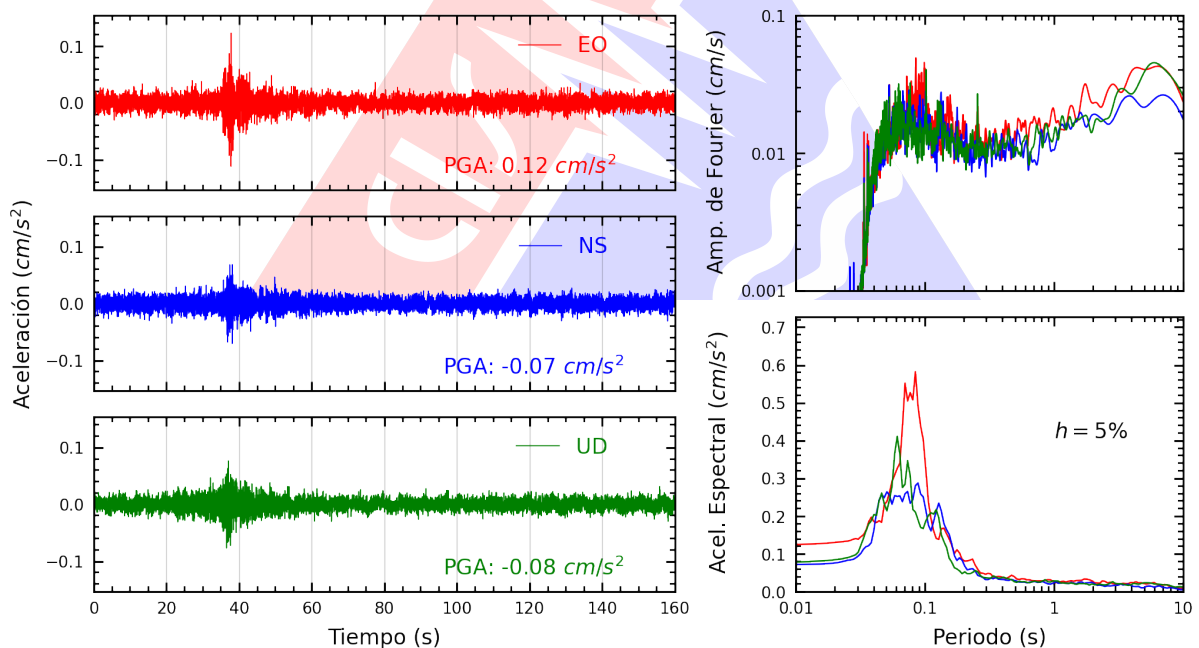 Aceleración (cm/s²)
0.1
0.0
−0.1
EO
PGA: 0.12 cm/s²
0.1
0.0
−0.1
NS
PGA: -0.07 cm/s²
0.1
0.0
−0.1
UD
PGA: -0.08 cm/s²
0 20 40 60 80 100 120 140 160
Tiempo (s)
Amp. de Fourier (cm/s)
0.1
0.01
0.001
Acel. Espectral (cm/s²)
0.7
0.6
0.5
0.4
0.3
0.2
0.1
0.0
h = 5%
0.01 0.1 1 10
Periodo (s)